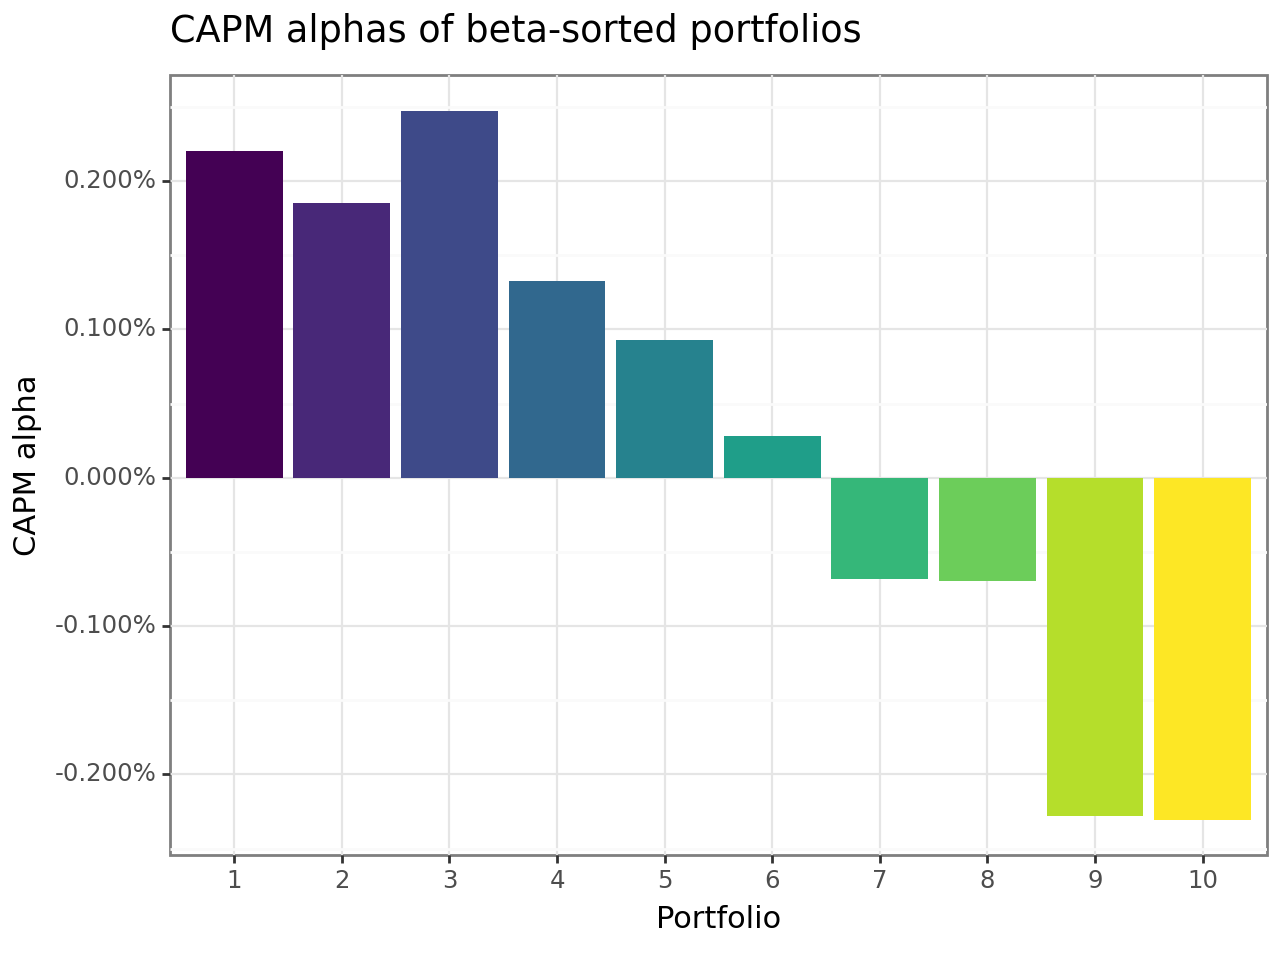 CAPM alphas of beta-sorted portfolios
CAPM alpha
0.200%
0.100%
0.000%
-0.100%
-0.200%
1 2 3 4 5 6 7 8 9 10
Portfolio